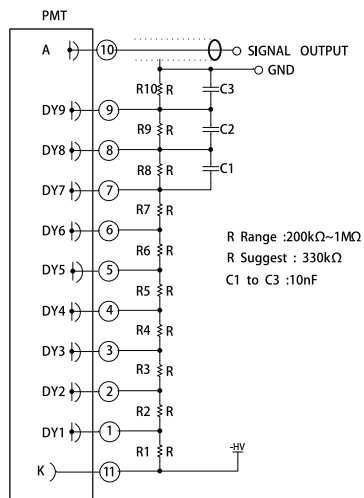 PMT
A 10 SIGNAL OUTPUT
GND
R10 R C3
DY9 9
R9 R C2
DY8 8
R8 R C1
DY7 7
R7 R
DY6 6
R Range :200kΩ~1MΩ
R6 R
R Suggest : 330kΩ
DY5 5
C1 to C3 :10nF
R5 R
DY4 4
R4 R
DY3 3
R3 R
DY2 2
R2 R
DY1 1
R1 R
-HV
K 11